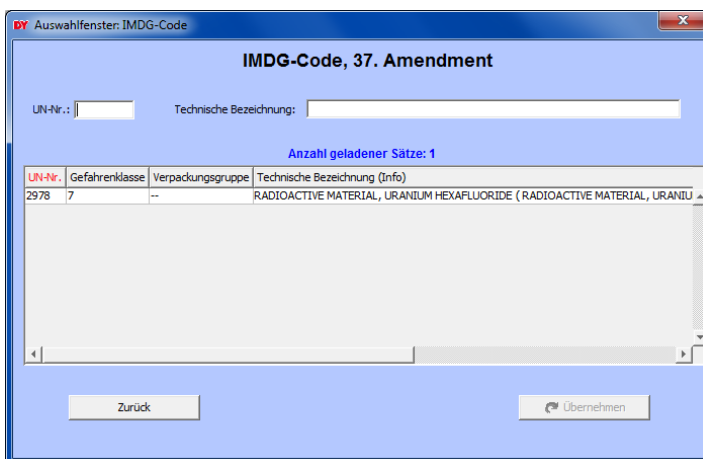 DY Auswahlfenster: IMDG-Code
IMDG-Code, 37. Amendment
UN-Nr.: Technische Bezeichnung:
Anzahl geladener Sätze: 1
UN-Nr. Gefahrenklasse Verpackungsgruppe Technische Bezeichnung (Info)
2978 7 -- RADIOACTIVE MATERIAL, URANIUM HEXAFLUORIDE ( RADIOACTIVE MATERIAL, URANIU
Zurück Übernehmen